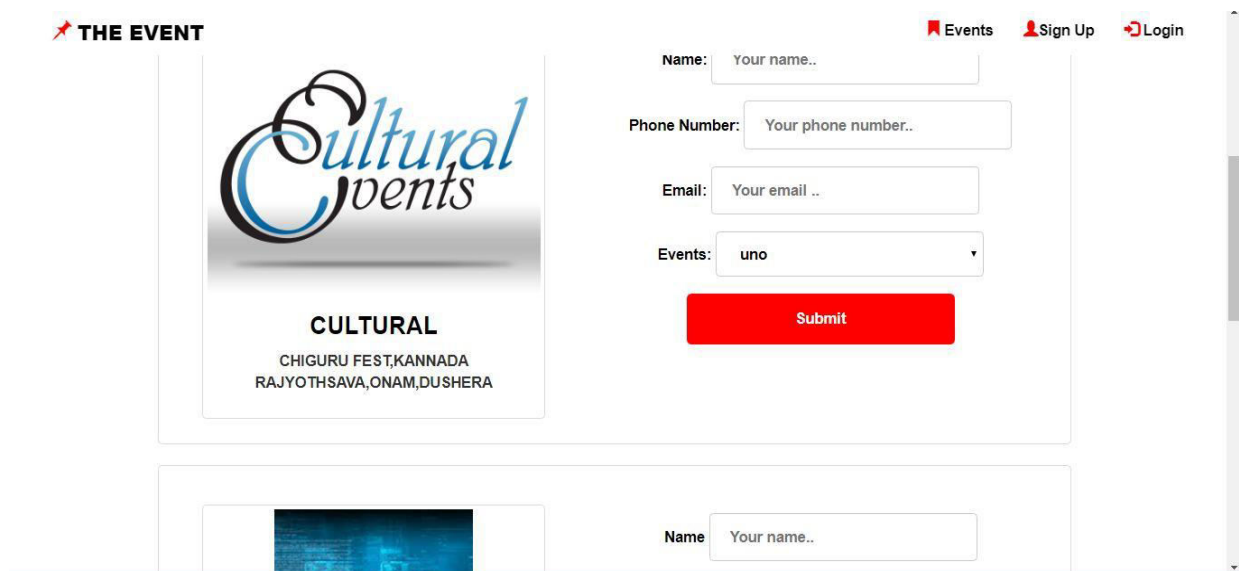 THE EVENT
Events
Sign Up
Login
Cultural
Events
CULTURAL
CHIGURU FEST,KANNADA
RAJYOTHSAVA,ONAM,DUSHERA
Name: Your name..
Phone Number: Your phone number..
Email: Your email ..
Events: uno
Submit
Name Your name..